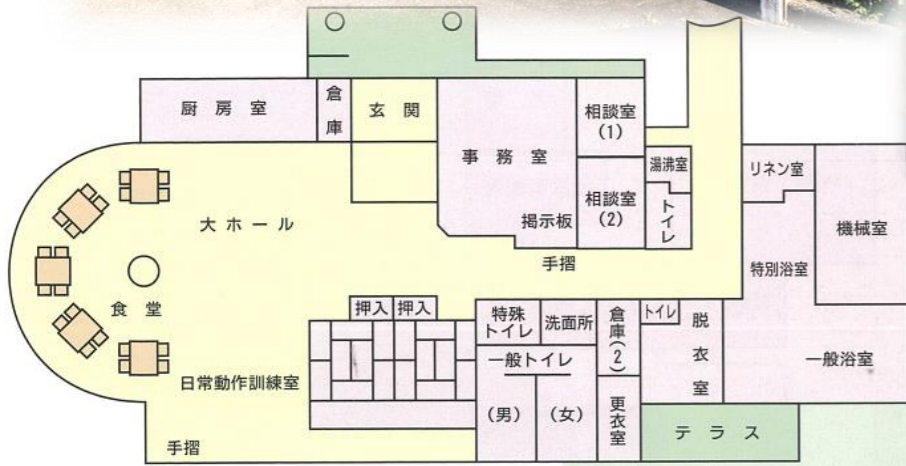 厨房室
倉庫
玄関
事務室
相談室
(1)
湯沸室
リネン室
大ホール
掲示板
相談室
(2)
トイレ
機械室
手摺
特別浴室
食堂
押入
押入
特殊
トイレ
洗面所
倉庫(2)
トイレ
脱衣室
一般浴室
一般トイレ
日常動作訓練室
(男)
(女)
更衣室
テラス
手摺